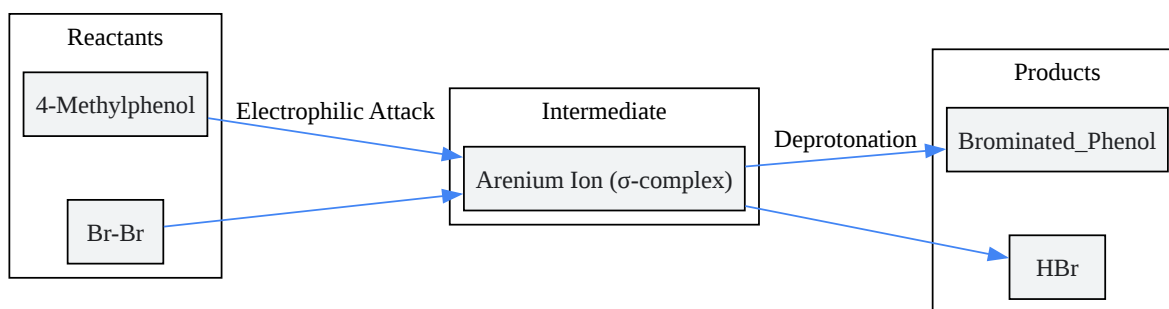 Reactants
4-Methylphenol
Br-Br
Electrophilic Attack
Intermediate
Arenium Ion (σ-complex)
Deprotonation
Products
Brominated_Phenol
HBr